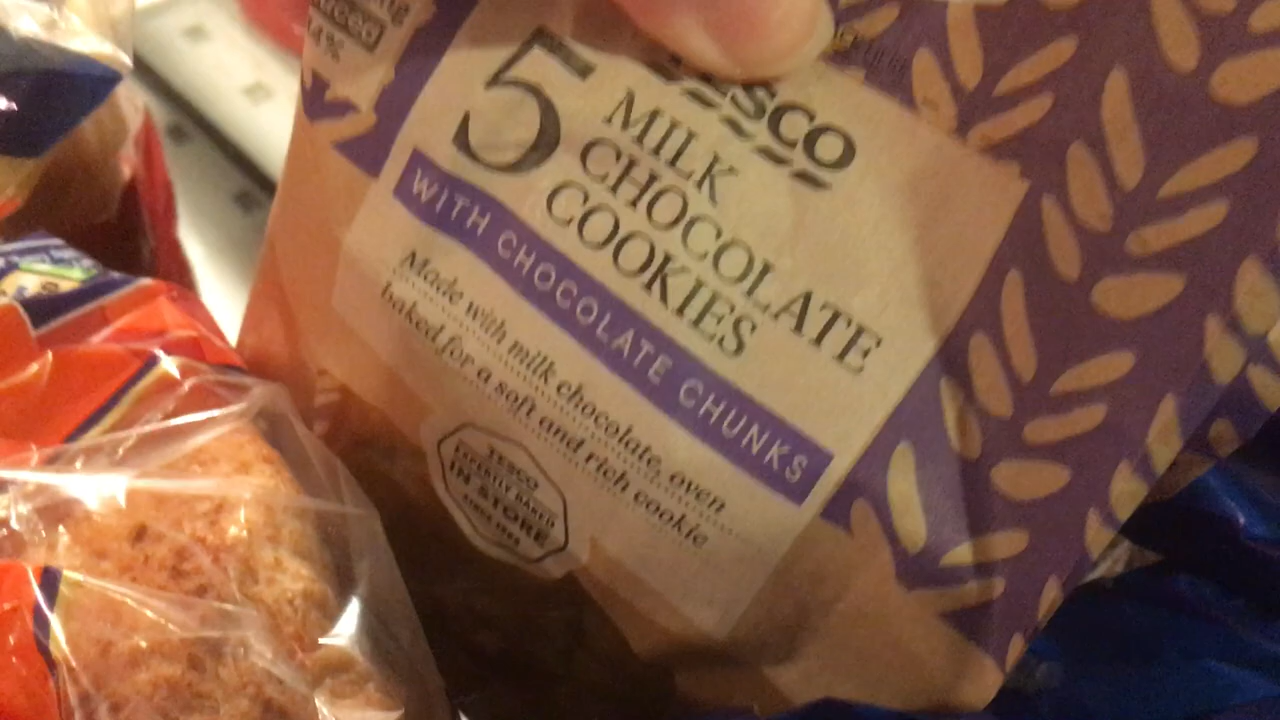 TESCO
5
MILK
CHOCOLATE
COOKIES
WITH CHOCOLATE CHUNKS
Made with milk chocolate, oven
baked for a soft and rich cookie
TESCO
EXPERTLY BAKED
IN STORE